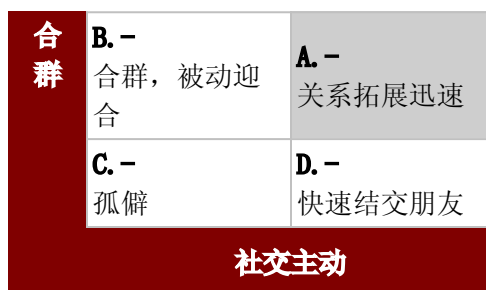 合
群
B.-
合群，被动迎
合
A.-
关系拓展迅速
C.-
孤僻
D.-
快速结交朋友
社交主动